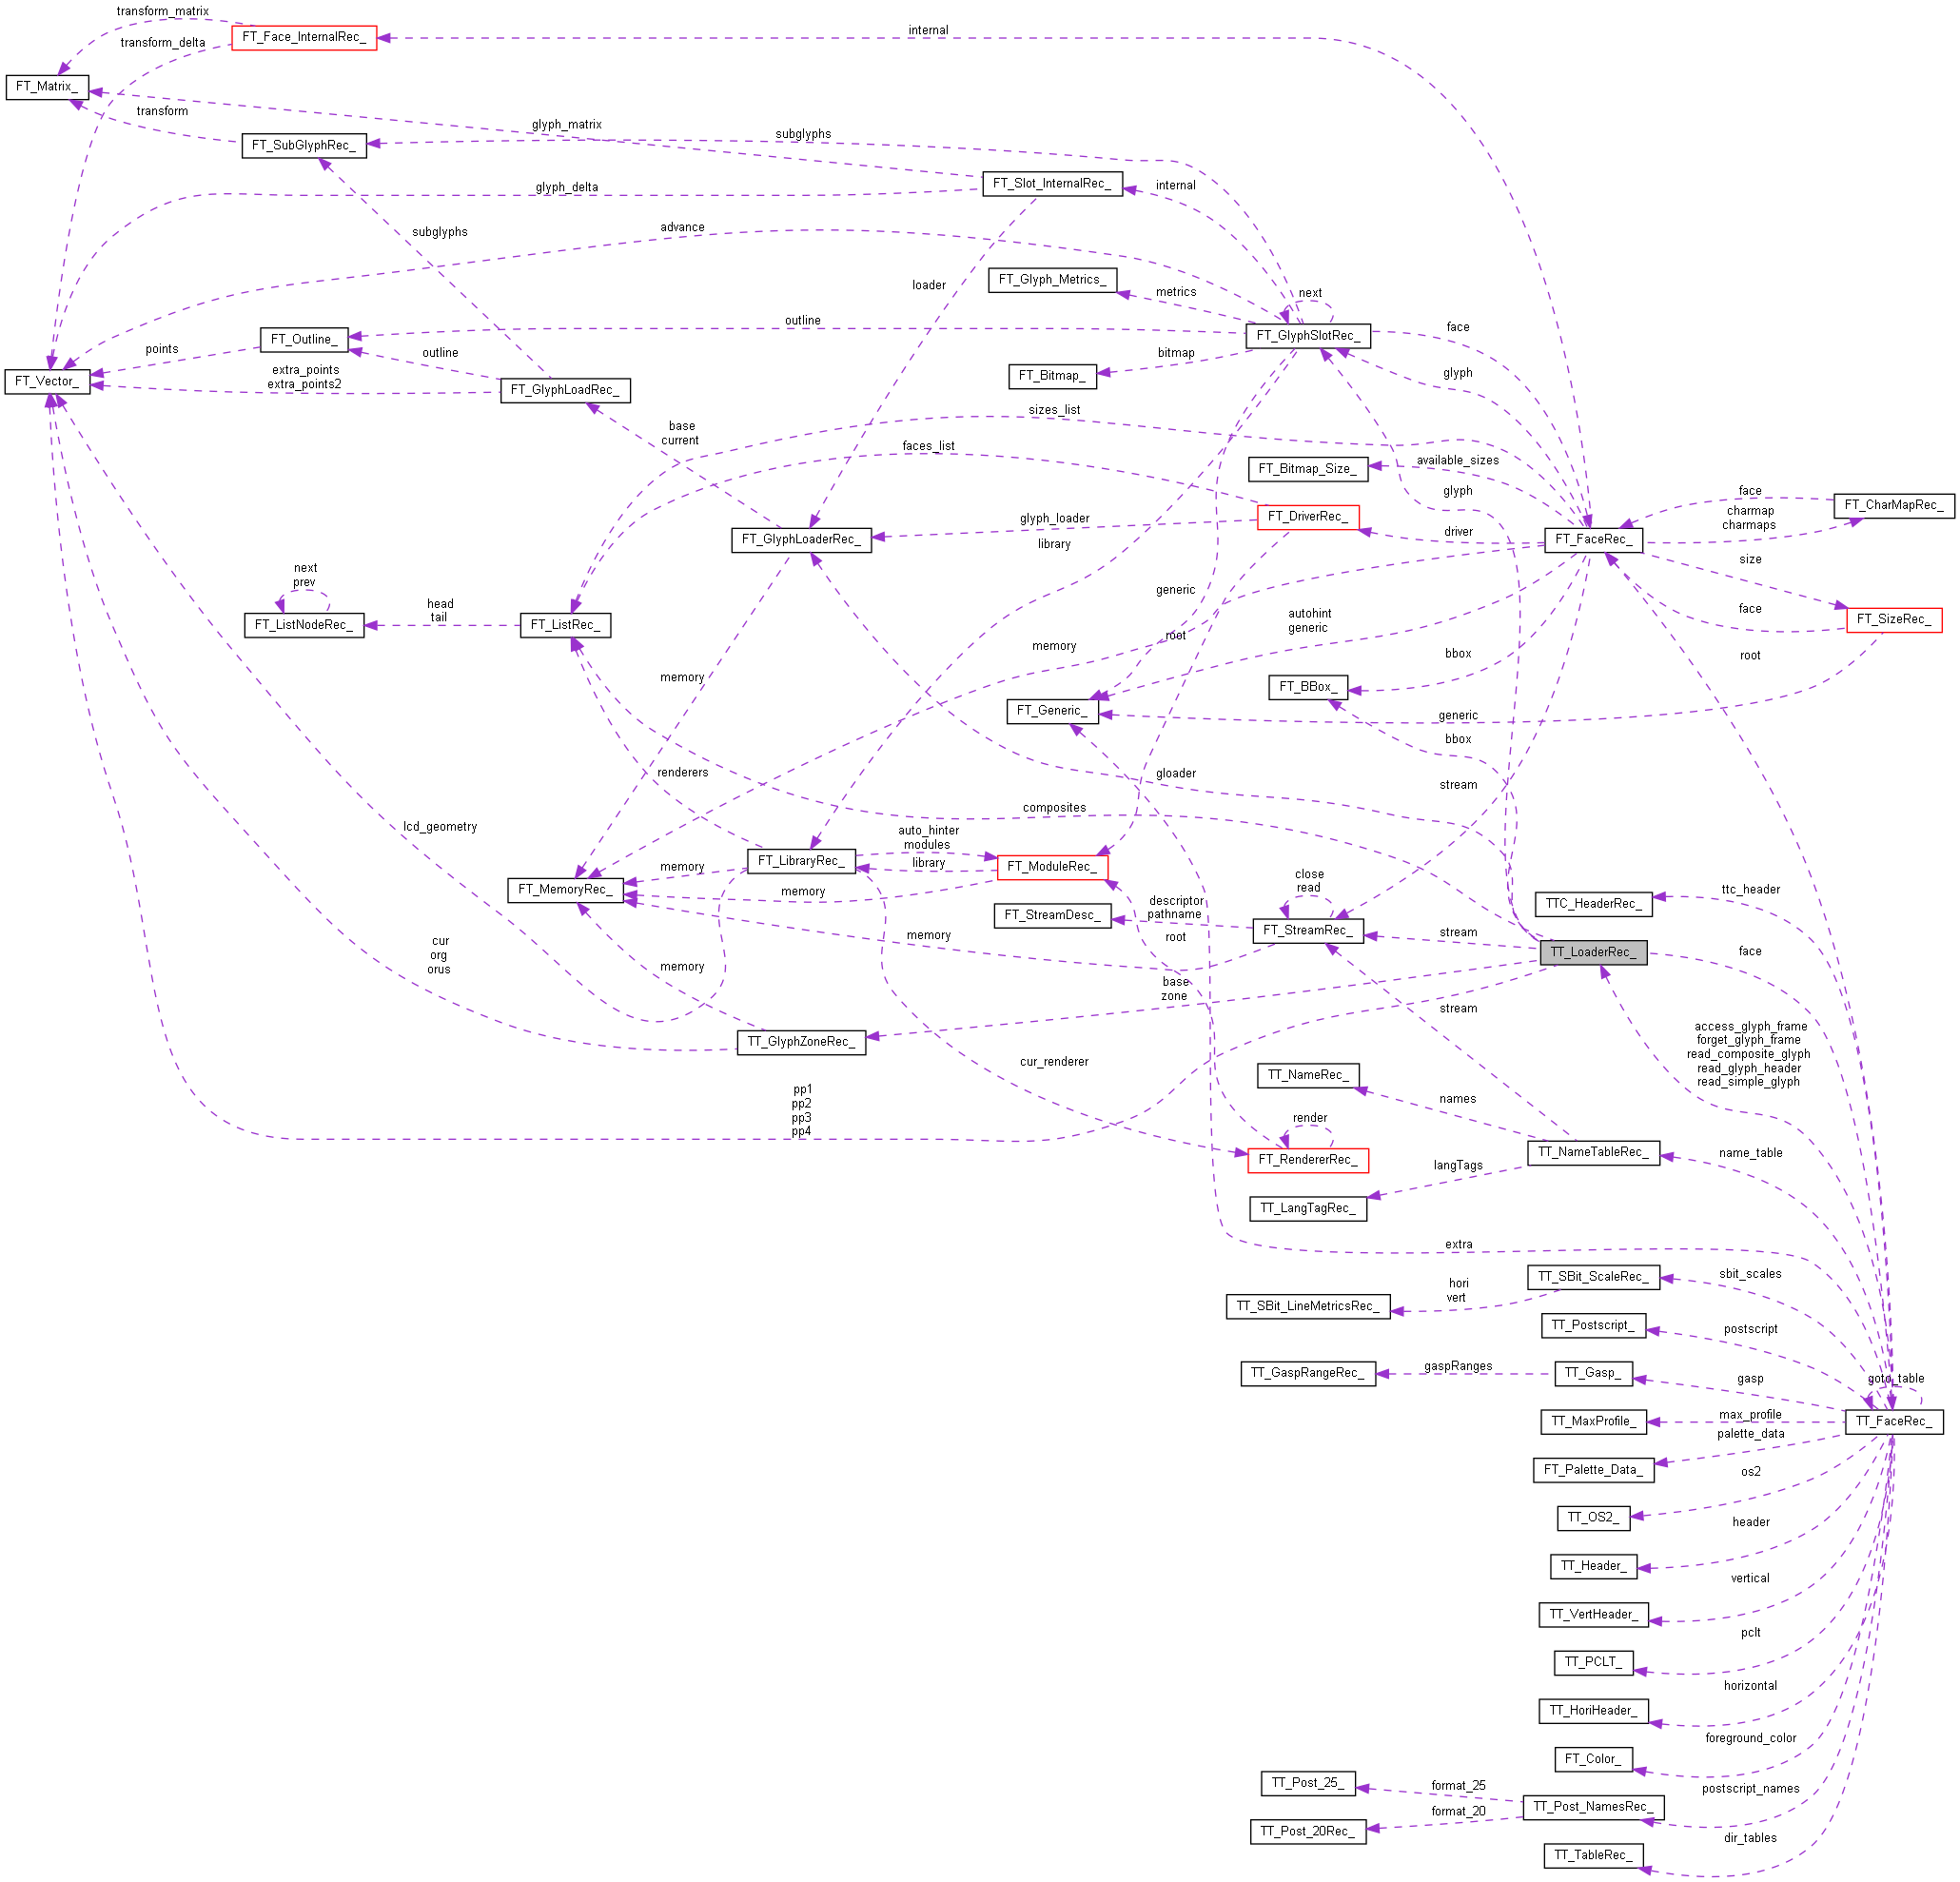 transform_matrix
FT_Face_InternalRec_
internal
transform_delta
FT_Matrix_
transform
glyph_matrix
subglyphs
FT_SubGlyphRec_
FT_Slot_InternalRec_
internal
glyph_delta
advance
subglyphs
loader
FT_Glyph_Metrics_
metrics
next
outline
FT_GlyphSlotRec_
face
FT_Outline_
points
outline
bitmap
glyph
FT_Vector_
extra_points
extra_points2
FT_GlyphLoadRec_
FT_Bitmap_
sizes_list
base
current
faces_list
FT_Bitmap_Size_
available_sizes
glyph
face
FT_CharMapRec_
charmap
charmaps
glyph_loader
FT_DriverRec_
driver
FT_GlyphLoaderRec_
library
FT_FaceRec_
size
next
prev
generic
autohint
generic
head
tail
face
FT_ListNodeRec_
FT_ListRec_
FT_SizeRec_
root
memory
bbox
root
memory
FT_BBox_
FT_Generic_
generic
bbox
renderers
gloader
stream
composites
lcd_geometry
auto_hinter
modules
FT_LibraryRec_
library
FT_ModuleRec_
memory
close
read
FT_MemoryRec_
memory
ttc_header
TTC_HeaderRec_
descriptor
pathname
FT_StreamDesc_
FT_StreamRec_
memory
root
stream
cur
org
orus
memory
TT_LoaderRec_
face
base
zone
stream
access_glyph_frame
forget_glyph_frame
read_composite_glyph
read_glyph_header
read_simple_glyph
TT_GlyphZoneRec_
cur_renderer
TT_NameRec_
pp1
pp2
pp3
pp4
names
render
FT_RendererRec_
TT_NameTableRec_
name_table
langTags
TT_LangTagRec_
extra
hori
vert
TT_SBit_ScaleRec_
sbit_scales
TT_SBit_LineMetricsRec_
TT_Postscript_
postscript
TT_GaspRangeRec_
gaspRanges
TT_Gasp_
gasp
goto_table
TT_MaxProfile_
max_profile
TT_FaceRec_
palette_data
FT_Palette_Data_
os2
TT_OS2_
header
TT_Header_
vertical
TT_VertHeader_
pclt
TT_PCLT_
horizontal
TT_HoriHeader_
foreground_color
FT_Color_
TT_Post_25_
format_25
postscript_names
TT_Post_NamesRec_
format_20
TT_Post_20Rec_
dir_tables
TT_TableRec_